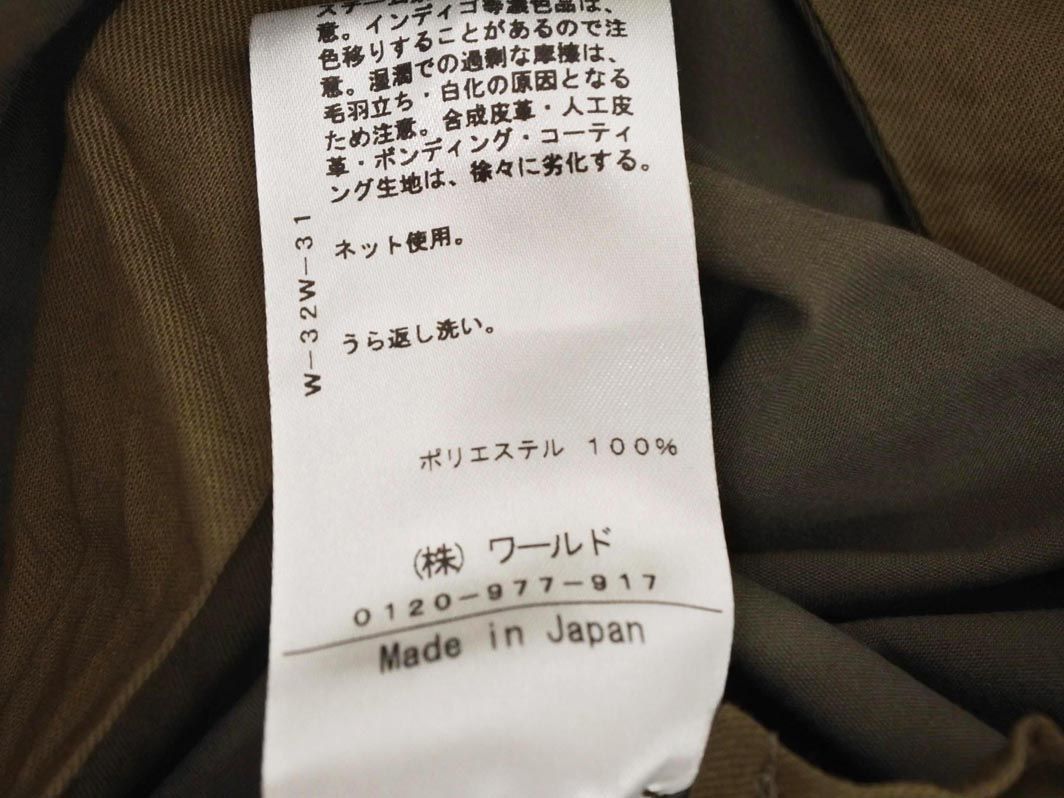 意。インディゴ等濃色品は、
色移りすることがあるので注
意。湿潤での過剰な摩擦は、
毛羽立ち・白化の原因となる
ため注意。合成皮革・人工皮
革・ボンディング・コーティ
ング生地は、徐々に劣化する。
ネット使用。
うら返し洗い。
W-32W-31
ポリエステル 100%
(株) ワールド
0120-977-917
Made in Japan